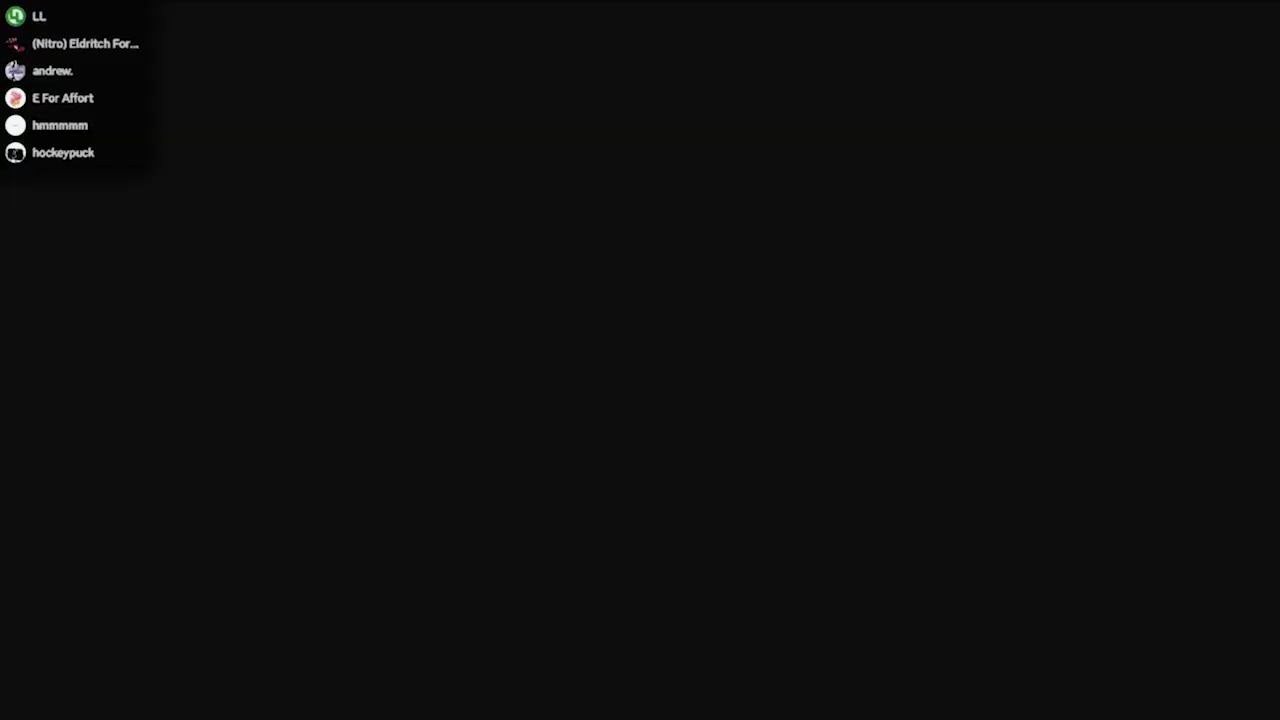 LL
(Nitro) Eldritch For...
andrew.
E For Affort
hmmmmm
hockeypuck